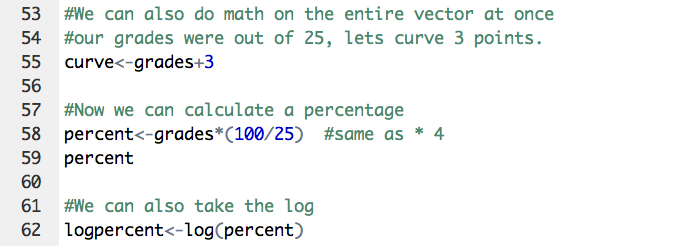 53 #We can also do math on the entire vector at once
54 #our grades were out of 25, lets curve 3 points.
55 curve<-grades+3
56
57 #Now we can calculate a percentage
58 percent<-grades*(100/25)  #same as * 4
59 percent
60
61 #We can also take the log
62 logpercent<-log(percent)